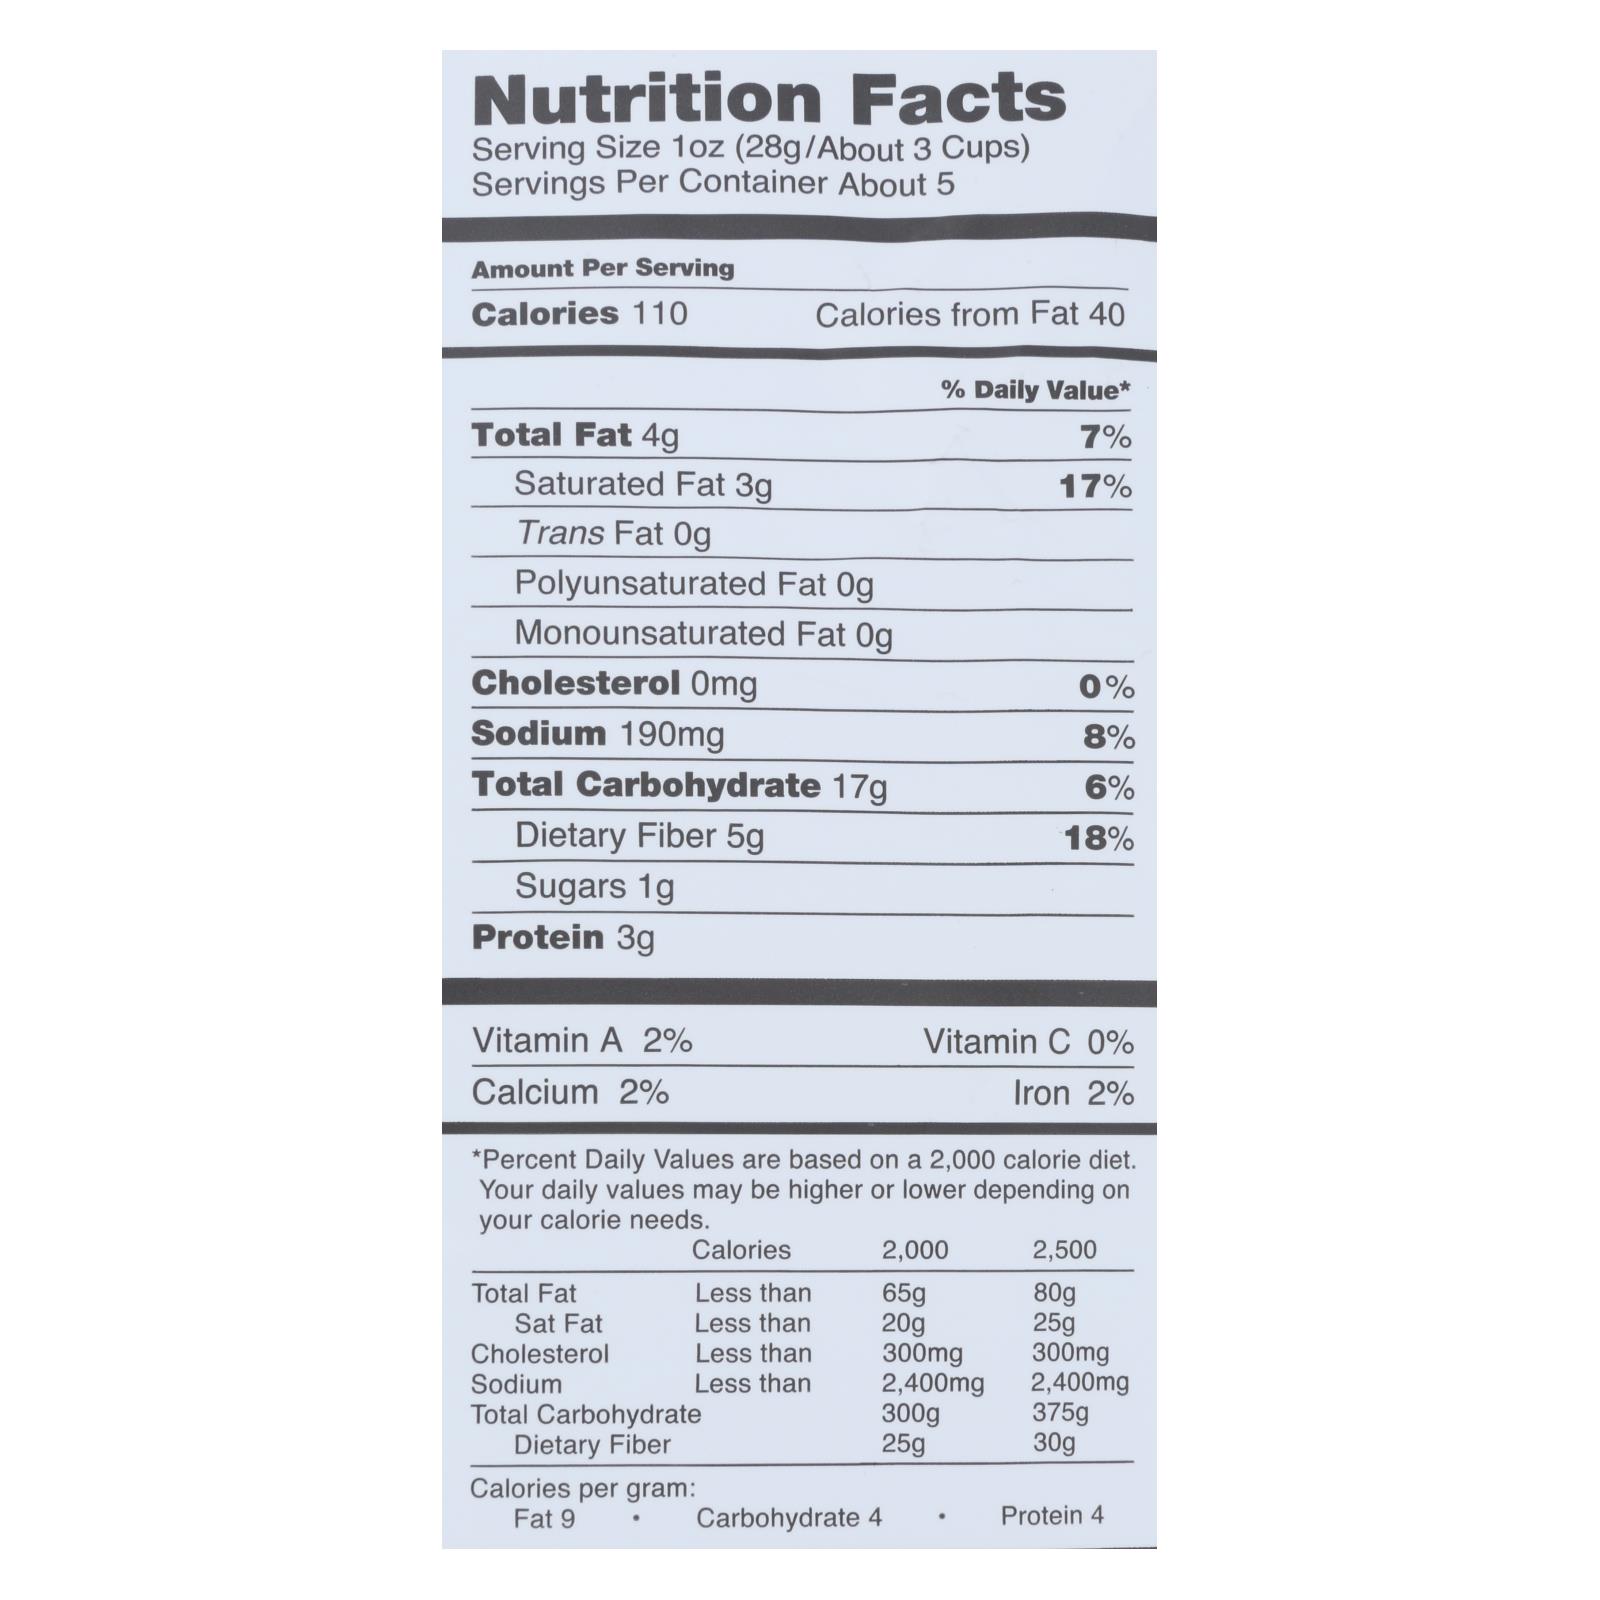 Nutrition Facts
Serving Size 1oz (28g/About 3 Cups)
Servings Per Container About 5
Amount Per Serving
Calories 110 Calories from Fat 40
% Daily Value*
Total Fat 4g 7%
Saturated Fat 3g 17%
Trans Fat 0g
Polyunsaturated Fat 0g
Monounsaturated Fat 0g
Cholesterol 0mg 0%
Sodium 190mg 8%
Total Carbohydrate 17g 6%
Dietary Fiber 5g 18%
Sugars 1g
Protein 3g
Vitamin A 2% Vitamin C 0%
Calcium 2% Iron 2%
*Percent Daily Values are based on a 2,000 calorie diet.
Your daily values may be higher or lower depending on
your calorie needs.
Calories 2,000 2,500
Total Fat Less than 65g 80g
Sat Fat Less than 20g 25g
Cholesterol Less than 300mg 300mg
Sodium Less than 2,400mg 2,400mg
Total Carbohydrate 300g 375g
Dietary Fiber 25g 30g
Calories per gram:
Fat 9 • Carbohydrate 4 • Protein 4